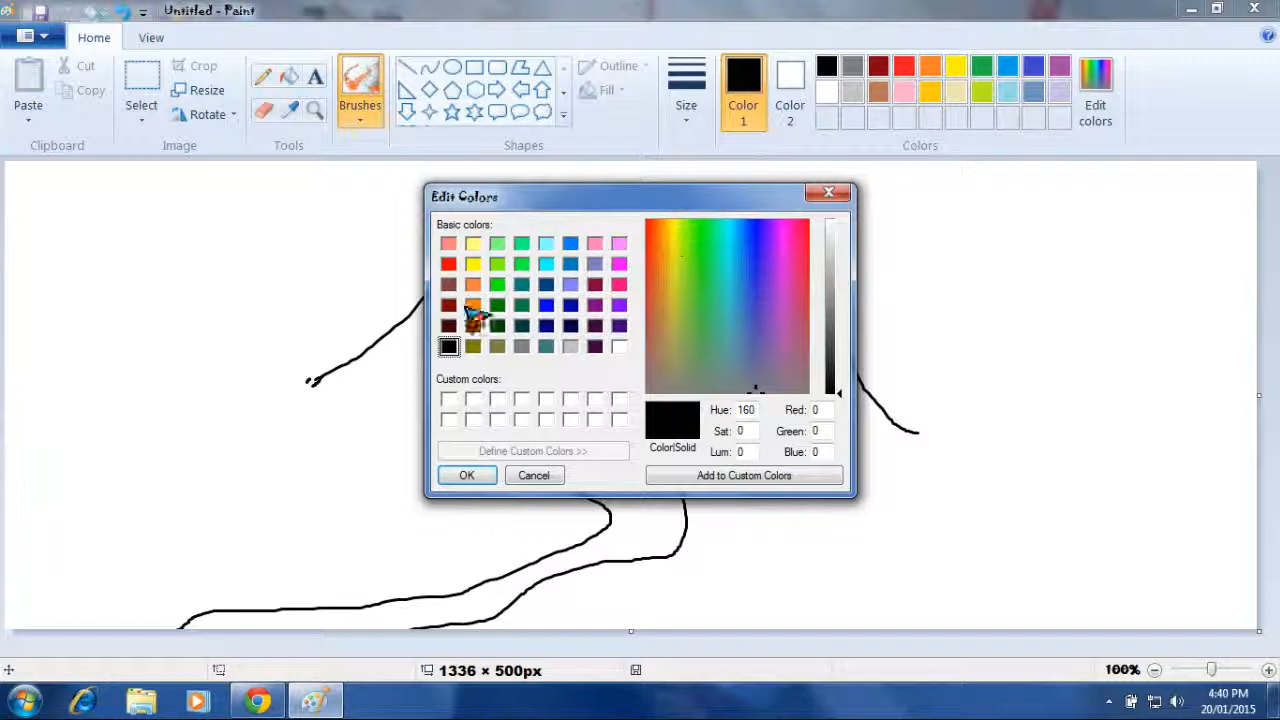 Untitled - Paint
Home View
Paste
Cut
Copy
Clipboard
Select
Crop
Resize
Rotate
Image
A
Tools
Brushes
Outline
Fill
Shapes
Size
Color 1
Color 2
Edit colors
Colors
Edit Colors
Basic colors:
Custom colors:
Define Custom Colors >>
OK Cancel
Color|Solid
Hue: 160 Red: 0
Sat: 0 Green: 0
Lum: 0 Blue: 0
Add to Custom Colors
1336 × 500px
100%
4:40 PM
20/01/2015